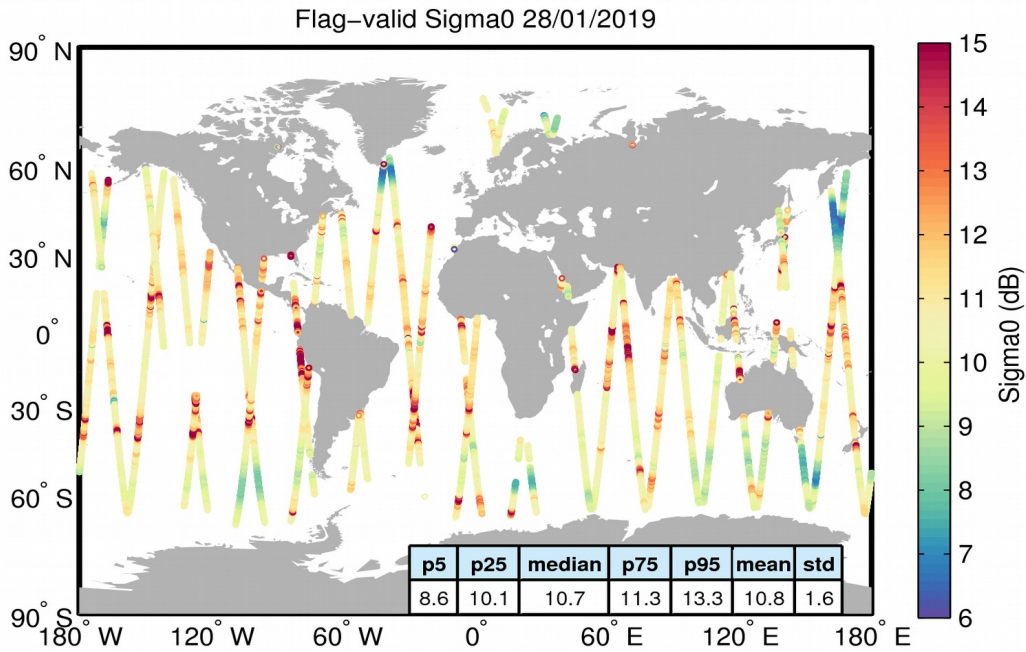 Flag−valid Sigma0 28/01/2019
90° N
60° N
30° N
0°
30° S
60° S
90° S
180° W
120° W
60° W
0°
60° E
120° E
180° E
p5 p25 median p75 p95 mean std
8.6 10.1 10.7 11.3 13.3 10.8 1.6
15
14
13
12
11
10
9
8
7
6
Sigma0 (dB)